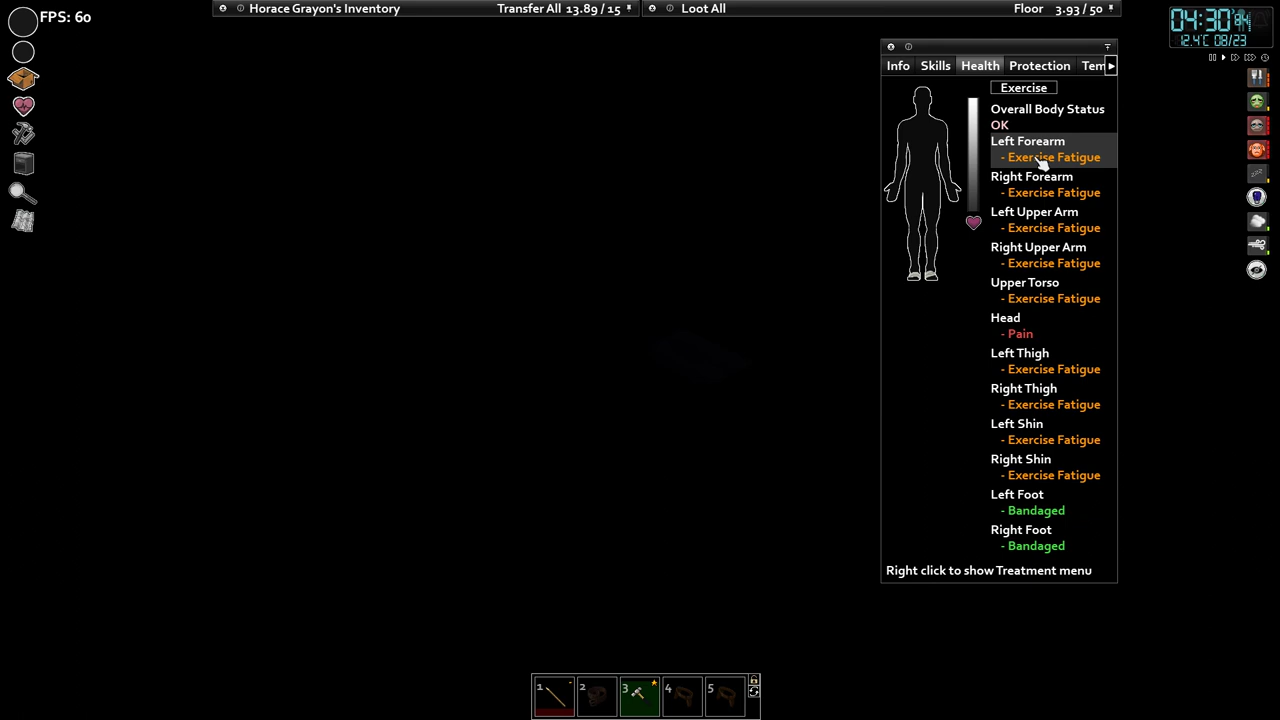 FPS: 60
Horace Grayon's Inventory Transfer All 13.89 / 15
Loot All Floor 3.93 / 50
04:30
12.4°C 08/23
Info Skills Health Protection Tem
Exercise
Overall Body Status
OK
Left Forearm
- Exercise Fatigue
Right Forearm
- Exercise Fatigue
Left Upper Arm
- Exercise Fatigue
Right Upper Arm
- Exercise Fatigue
Upper Torso
- Exercise Fatigue
Head
- Pain
Left Thigh
- Exercise Fatigue
Right Thigh
- Exercise Fatigue
Left Shin
- Exercise Fatigue
Right Shin
- Exercise Fatigue
Left Foot
- Bandaged
Right Foot
- Bandaged
Right click to show Treatment menu
1 2 3 4 5